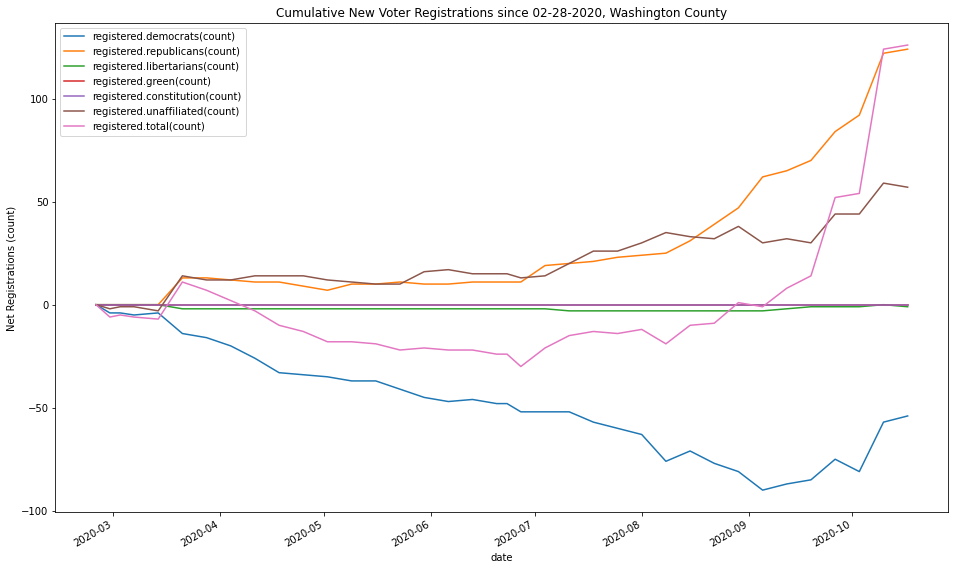 Cumulative New Voter Registrations since 02-28-2020, Washington County
registered.democrats(count)
registered.republicans(count)
registered.libertarians(count)
registered.green(count)
registered.constitution(count)
registered.unaffiliated(count)
registered.total(count)
Net Registrations (count)
100
50
0
−50
−100
2020-03
2020-04
2020-05
2020-06
2020-07
2020-08
2020-09
2020-10
date